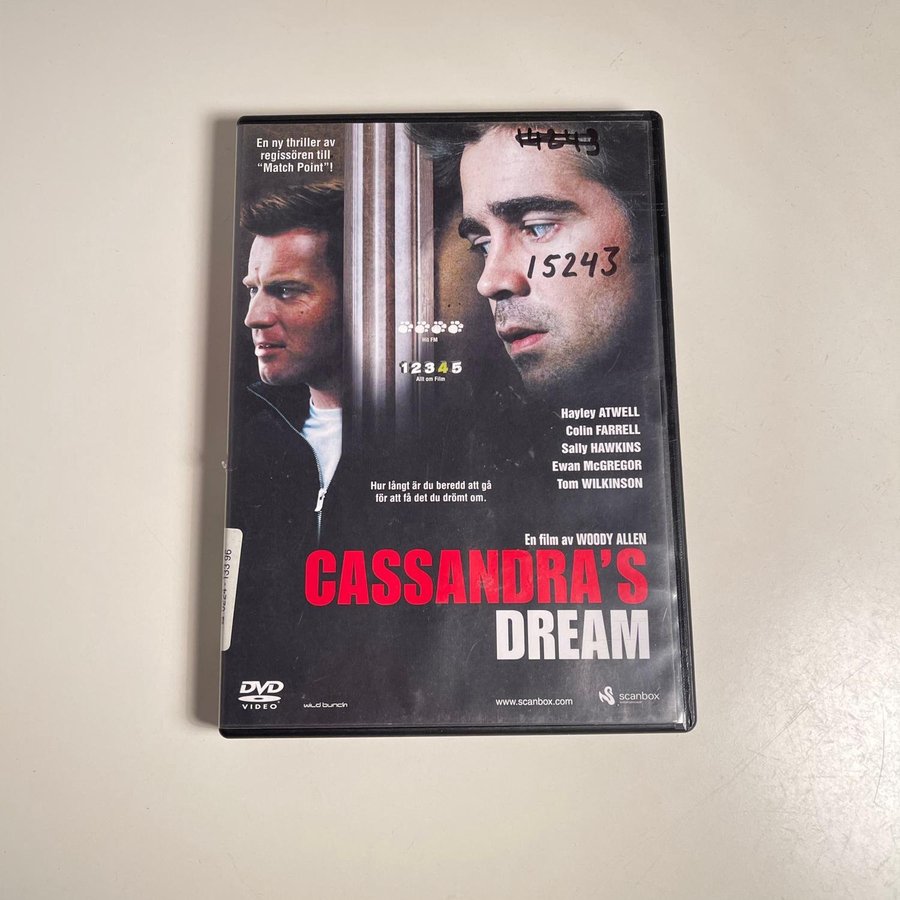 En ny thriller av
regissören till
"Match Point"!
15243
Hö FM
12345
Allt om Film
Hayley ATWELL
Colin FARRELL
Sally HAWKINS
Ewan McGREGOR
Tom WILKINSON
Hur långt är du beredd att gå
för att få det du drömt om.
En film av WOODY ALLEN
CASSANDRA'S
DREAM
DVD
VIDEO
wild bunch
www.scanbox.com
scanbox